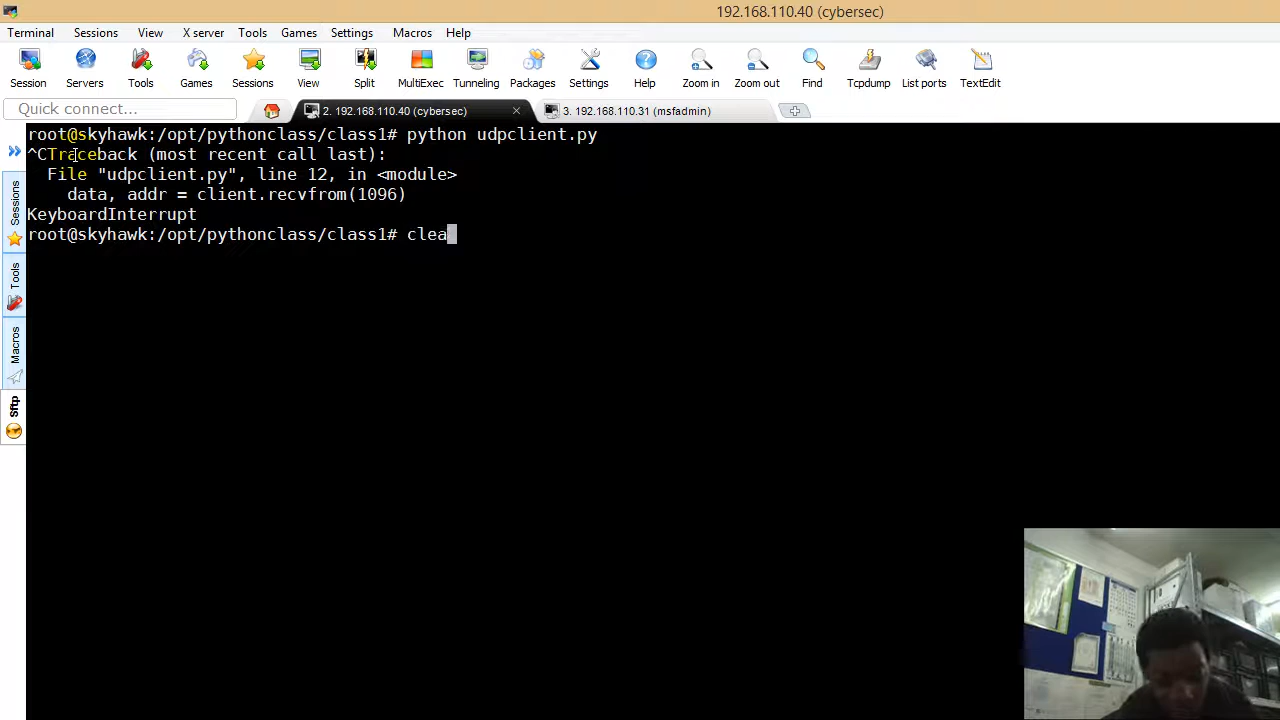 192.168.110.40 (cybersec)
Terminal Sessions View X server Tools Games Settings Macros Help
Session Servers Tools Games Sessions View Split MultiExec Tunneling Packages Settings Help Zoom in Zoom out Find Tcpdump List ports TextEdit
Quick connect... 2. 192.168.110.40 (cybersec) 3. 192.168.110.31 (msfadmin)
root@skyhawk:/opt/pythonclass/class1# python udpclient.py
^CTraceback (most recent call last):
File "udpclient.py", line 12, in <module>
data, addr = client.recvfrom(1096)
KeyboardInterrupt
root@skyhawk:/opt/pythonclass/class1# clea
Sessions
Tools
Macros
Sftp